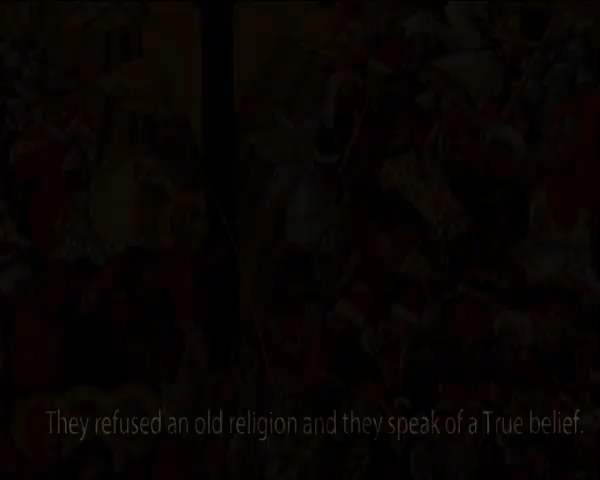 They refused an old religion and they speak of a True belief.